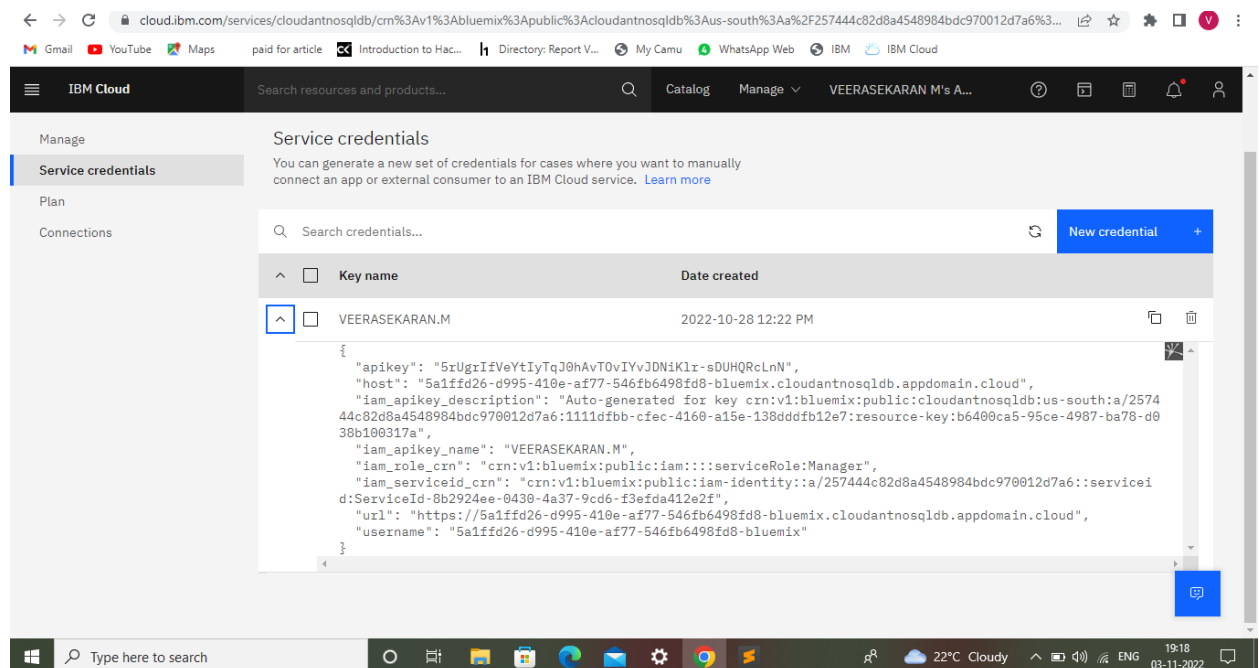 cloud.ibm.com/services/cloudantnosqldb/crn%3Av1%3Abluemix%3Apublic%3Acloudantnosqldb%3Aus-south%3Aa%2F257444c82d8a4548984bdc970012d7a6%3... V
Gmail YouTube Maps paid for article CK Introduction to Hac... h Directory: Report V... My Camu WhatsApp Web IBM IBM Cloud
IBM Cloud Search resources and products... Catalog Manage VEERASEKARAN M's A...
Manage
Service credentials
Plan
Connections
Service credentials
You can generate a new set of credentials for cases where you want to manually
connect an app or external consumer to an IBM Cloud service. Learn more
Search credentials... New credential +
Key name Date created
VEERASEKARAN.M 2022-10-28 12:22 PM
{
"apikey": "5rUgrIfVeYtIyTqJ0hAvTOvIYvJDNiKlr-sDUHQRcLnN",
"host": "5a1ffd26-d995-410e-af77-546fb6498fd8-bluemix.cloudantnosqldb.appdomain.cloud",
"iam_apikey_description": "Auto-generated for key crn:v1:bluemix:public:cloudantnosqldb:us-south:a/2574
44c82d8a4548984bdc970012d7a6:1111dfbb-cfec-4160-a15e-138dddfb12e7:resource-key:b6400ca5-95ce-4987-ba78-d0
38b100317a",
"iam_apikey_name": "VEERASEKARAN.M",
"iam_role_crn": "crn:v1:bluemix:public:iam::::serviceRole:Manager",
"iam_serviceid_crn": "crn:v1:bluemix:public:iam-identity::a/257444c82d8a4548984bdc970012d7a6::servicei
d:ServiceId-8b2924ee-0430-4a37-9cd6-f3efda412e2f",
"url": "https://5a1ffd26-d995-410e-af77-546fb6498fd8-bluemix.cloudantnosqldb.appdomain.cloud",
"username": "5a1ffd26-d995-410e-af77-546fb6498fd8-bluemix"
}
Type here to search 22°C Cloudy ENG 19:18
03-11-2022